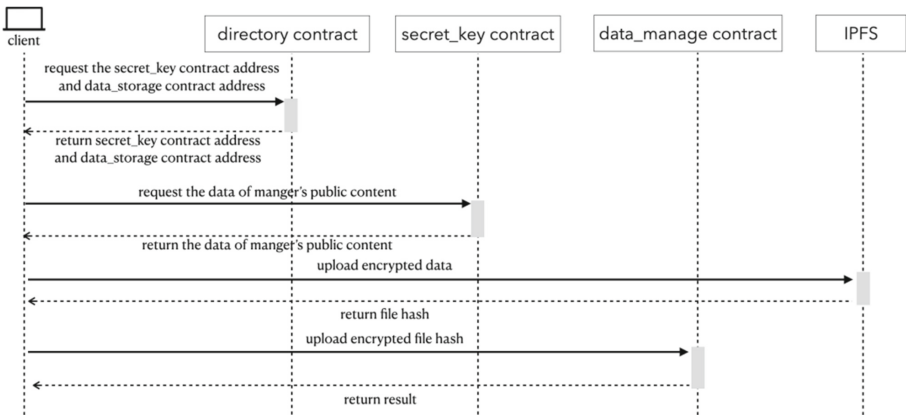 client
directory contract
secret_key contract
data_manage contract
IPFS
request the secret_key contract address
and data_storage contract address
return secret_key contract address
and data_storage contract address
request the data of manger's public content
return the data of manger's public content
upload encrypted data
return file hash
upload encrypted file hash
return result